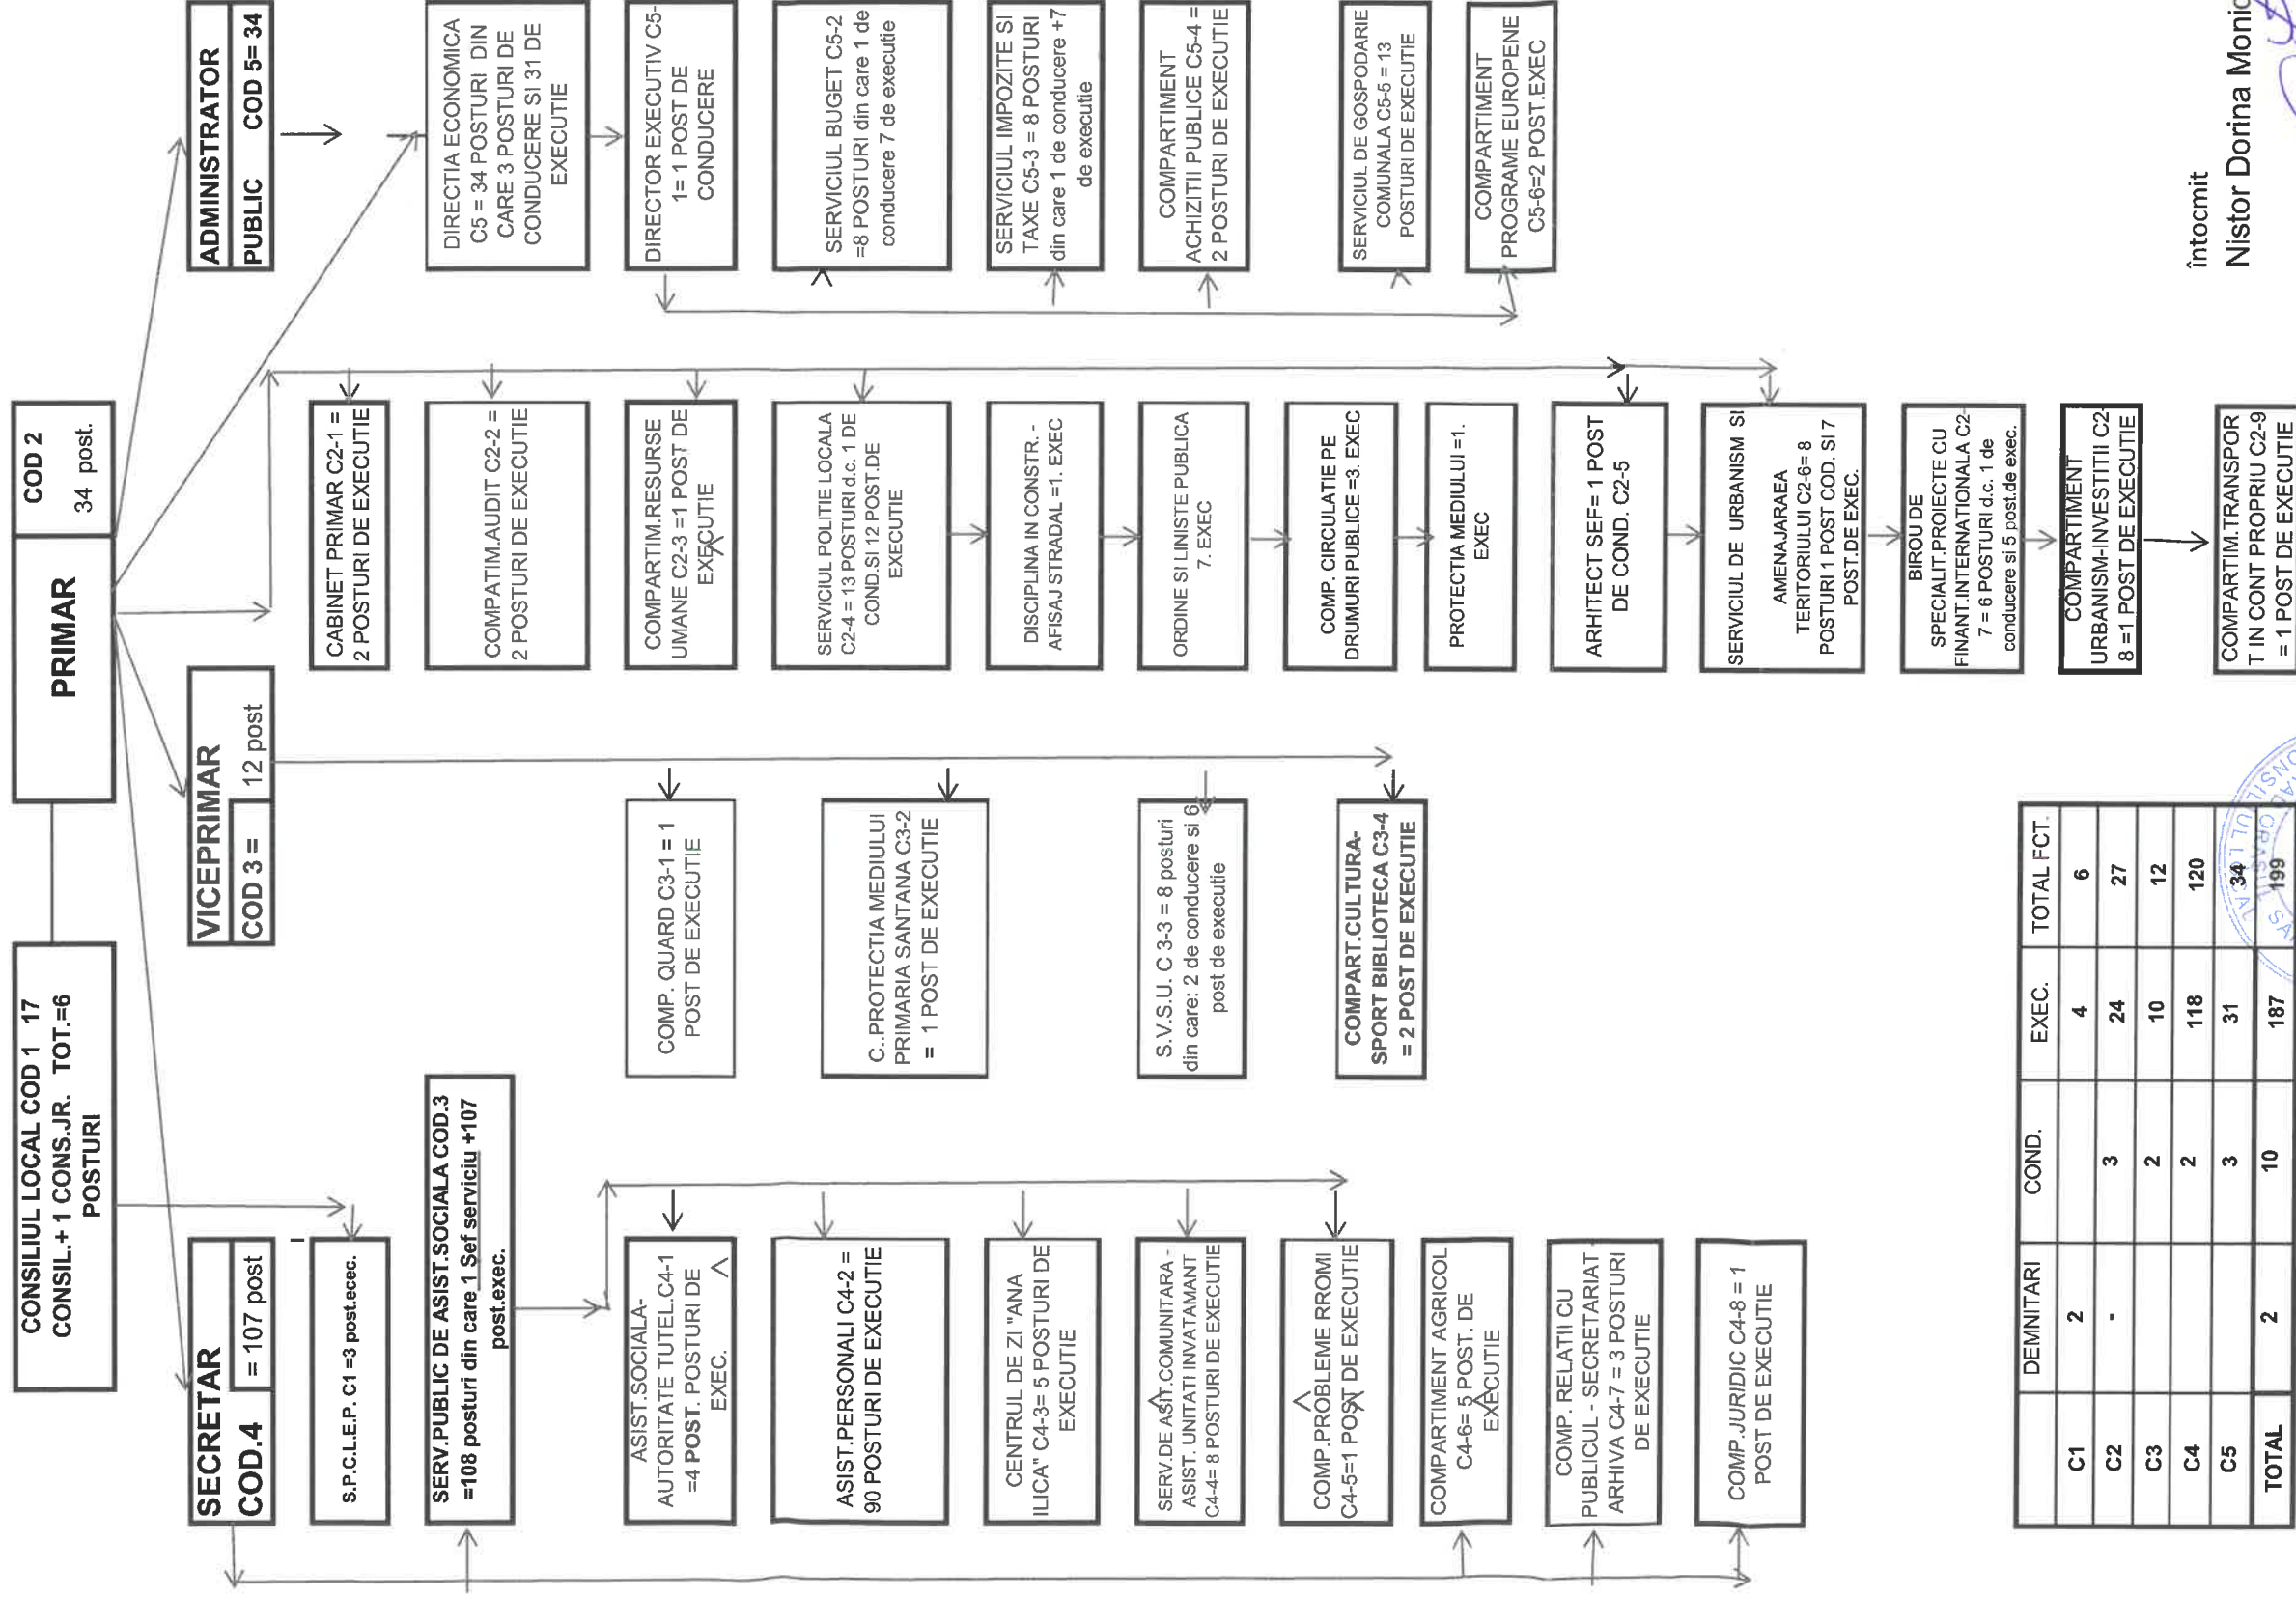 CONSILIUL LOCAL COD 1 17
CONSIL.+ 1 CONS.JR. TOT.=6
POSTURI
PRIMAR
COD 2
34 post.
SECRETAR
COD.4
= 107 post
VICEPRIMAR
COD 3 =
12 post
ADMINISTRATOR
PUBLIC COD 5= 34
S.P.C.L.E.P. C1 =3 post.ecec.
SERV.PUBLIC DE ASIST.SOCIALA COD.3
=108 posturi din care 1 Sef serviciu +107
post.exec.
ASIST.SOCIALA-
AUTORITATE TUTEL.C4-1
=4 POST. POSTURI DE
EXEC.
ASIST.PERSONALI C4-2 =
90 POSTURI DE EXECUTIE
CENTRUL DE ZI "ANA
ILICA" C4-3= 5 POSTURI DE
EXECUTIE
SERV.DE ASIT.COMUNITARA -
ASIST. UNITATI INVATAMANT
C4-4= 8 POSTURI DE EXECUTIE
COMP.PROBLEME RROMI
C4-5=1 POST DE EXECUTIE
COMPARTIMENT AGRICOL
C4-6= 5 POST. DE
EXECUTIE
COMP. RELATII CU
PUBLICUL - SECRETARIAT
ARHIVA C4-7 = 3 POSTURI
DE EXECUTIE
COMP.JURIDIC C4-8 = 1
POST DE EXECUTIE
COMP. QUARD C3-1 = 1
POST DE EXECUTIE
C..PROTECTIA MEDIULUI
PRIMARIA SANTANA C3-2
= 1 POST DE EXECUTIE
S.V.S.U. C 3-3 = 8 posturi
din care: 2 de conducere si 6
post de executie
COMPART.CULTURA-
SPORT BIBLIOTECA C3-4
= 2 POST DE EXECUTIE
CABINET PRIMAR C2-1 =
2 POSTURI DE EXECUTIE
COMPATIM.AUDIT C2-2 =
2 POSTURI DE EXECUTIE
COMPARTIM.RESURSE
UMANE C2-3 =1 POST DE
EXECUTIE
SERVICIUL POLITIE LOCALA
C2-4 = 13 POSTURI d.c. 1 DE
COND.SI 12 POST.DE
EXECUTIE
DISCIPLINA IN CONSTR. -
AFISAJ STRADAL =1. EXEC
ORDINE SI LINISTE PUBLICA
7. EXEC
COMP. CIRCULATIE PE
DRUMURI PUBLICE =3. EXEC
PROTECTIA MEDIULUI =1.
EXEC
ARHITECT SEF= 1 POST
DE COND. C2-5
SERVICIUL DE URBANISM SI
AMENAJARAEA
TERITORIULUI C2-6= 8
POSTURI 1 POST COD. SI 7
POST.DE EXEC.
BIROU DE
SPECIALIT.PROIECTE CU
FINANT.INTERNATIONALA C2-
7 = 6 POSTURI d.c. 1 de
conducere si 5 post.de exec.
COMPARTIMENT
URBANISM-INVESTITII C2-
8 =1 POST DE EXECUTIE
COMPARTIM.TRANSPOR
T IN CONT PROPRIU C2-9
= 1 POST DE EXECUTIE
DIRECTIA ECONOMICA
C5 = 34 POSTURI DIN
CARE 3 POSTURI DE
CONDUCERE SI 31 DE
EXECUTIE
DIRECTOR EXECUTIV C5-
1= 1 POST DE
CONDUCERE
SERVICIUL BUGET C5-2
=8 POSTURI din care 1 de
conducere 7 de executie
SERVICIUL IMPOZITE SI
TAXE C5-3 = 8 POSTURI
din care 1 de conducere +7
de executie
COMPARTIMENT
ACHIZITII PUBLICE C5-4 =
2 POSTURI DE EXECUTIE
SERVICIUL DE GOSPODARIE
COMUNALA C5-5 = 13
POSTURI DE EXECUTIE
COMPARTIMENT
PROGRAME EUROPENE
C5-6=2 POST.EXEC
DEMNITARI COND. EXEC. TOTAL FCT.
C1 2 4 6
C2 - 3 24 27
C3 2 10 12
C4 2 118 120
C5 3 31 34
TOTAL 2 10 187 199
întocmit
Nistor Dorina Monic